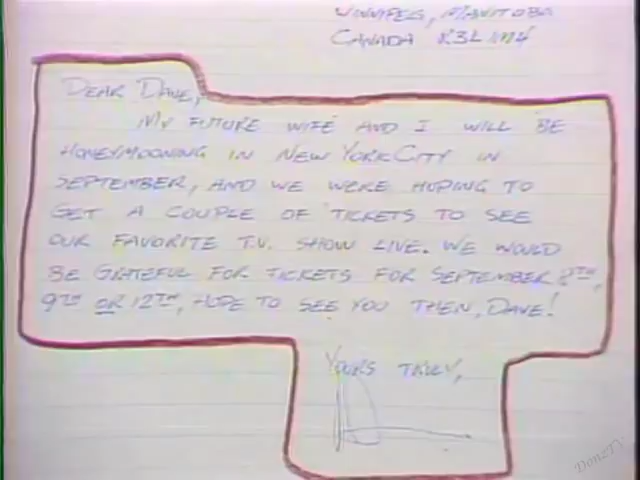 WINNIPEG, MANITOBA
CANADA R3L
DEAR DAVE,
MY FUTURE WIFE AND I WILL BE
HONEYMOONING IN NEW YORK CITY IN
SEPTEMBER, AND WE WERE HOPING TO
GET A COUPLE OF TICKETS TO SEE
OUR FAVORITE T.V. SHOW LIVE. WE WOULD
BE GRATEFUL FOR TICKETS FOR SEPTEMBER 8TH,
9TH OR 12TH, HOPE TO SEE YOU THEN, DAVE!
YOURS TRULY,
DonzTV